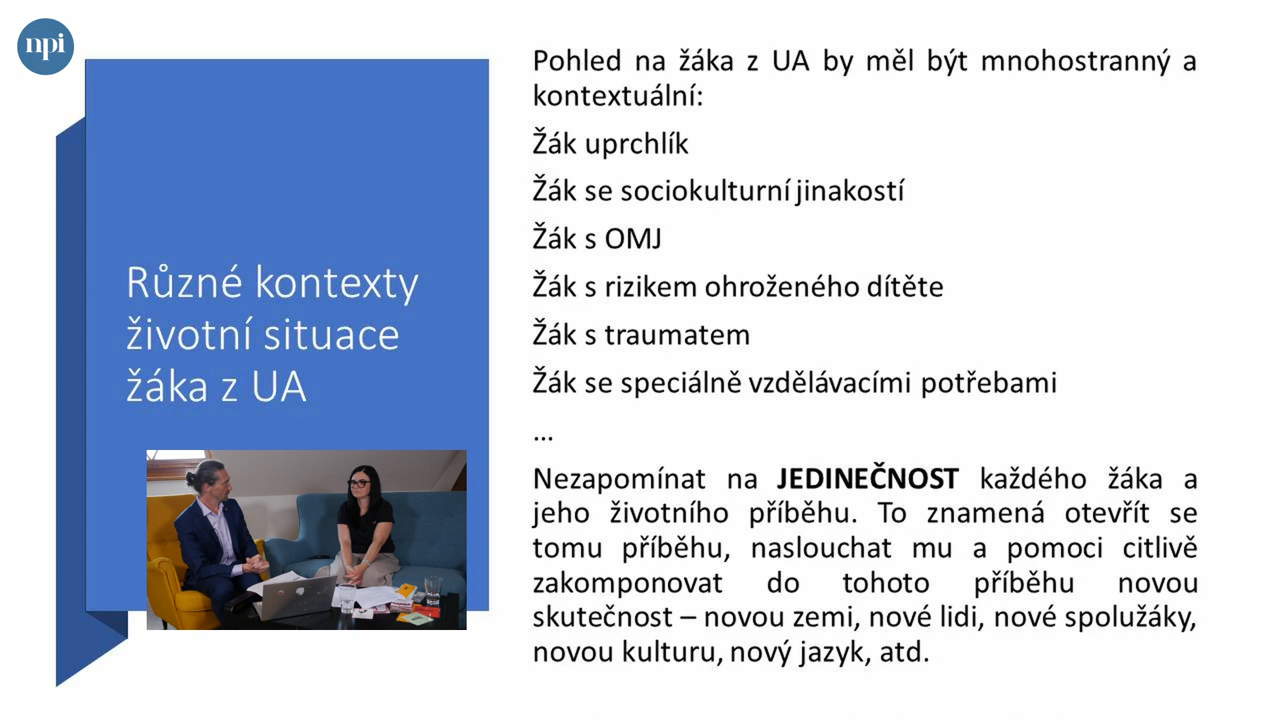 npi
Různé kontexty
životní situace
žáka z UA
Pohled na žáka z UA by měl být mnohostranný a
kontextuální:
Žák uprchlík
Žák se sociokulturní jinakostí
Žák s OMJ
Žák s rizikem ohroženého dítěte
Žák s traumatem
Žák se speciálně vzdělávacími potřebami
...
Nezapomínat na JEDINEČNOST každého žáka a
jeho životního příběhu. To znamená otevřít se
tomu příběhu, naslouchat mu a pomoci citlivě
zakomponovat do tohoto příběhu novou
skutečnost – novou zemi, nové lidi, nové spolužáky,
novou kulturu, nový jazyk, atd.